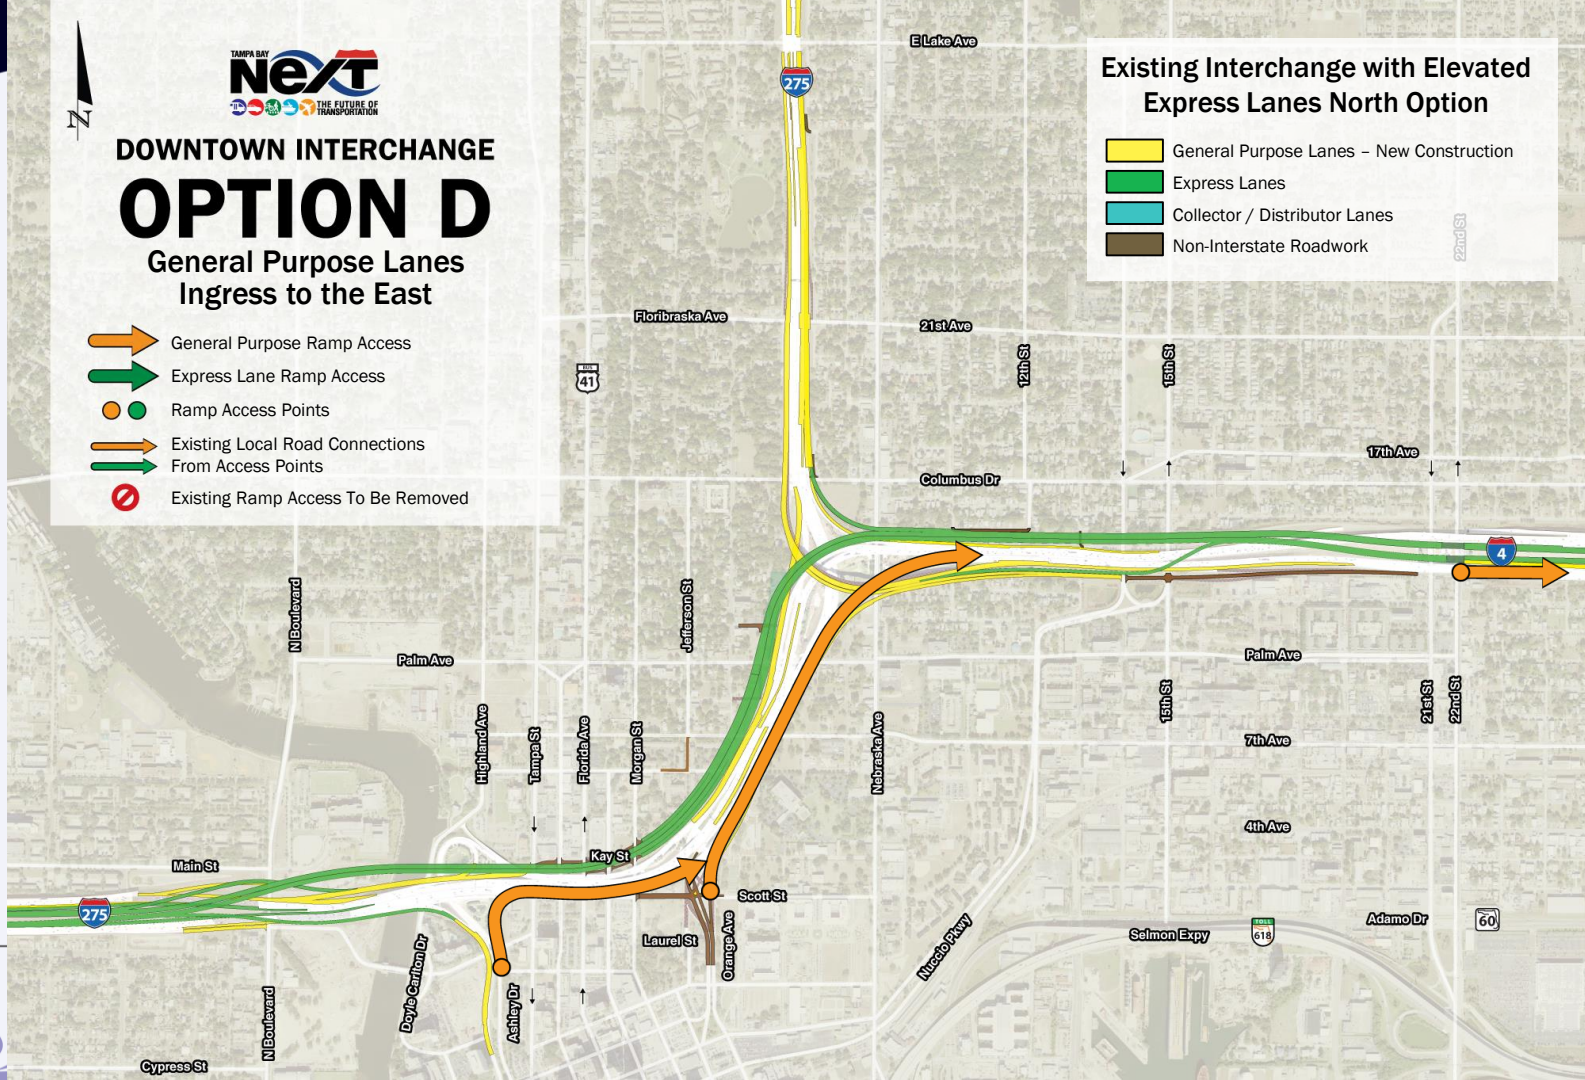 N
TAMPA BAY
NexT
THE FUTURE OF
TRANSPORTATION
DOWNTOWN INTERCHANGE
OPTION D
General Purpose Lanes
Ingress to the East
General Purpose Ramp Access
Express Lane Ramp Access
Ramp Access Points
Existing Local Road Connections
From Access Points
Existing Ramp Access To Be Removed
Existing Interchange with Elevated
Express Lanes North Option
General Purpose Lanes – New Construction
Express Lanes
Collector / Distributor Lanes
Non-Interstate Roadwork
22nd St
E Lake Ave
275
Floribraska Ave
21st Ave
BUS
41
12th St
15th St
17th Ave
Columbus Dr
4
N Boulevard
Jefferson St
Palm Ave
Palm Ave
Highland Ave
Tampa St
Florida Ave
Morgan St
Nebraska Ave
15th St
21st St
22nd St
7th Ave
4th Ave
Main St
Kay St
Scott St
275
Laurel St
Orange Ave
Nuccio Pkwy
Selmon Expy
TOLL
618
Adamo Dr
60
Doyle Carlton Dr
Ashley Dr
N Boulevard
Cypress St